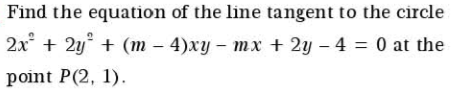 Find the equation of the line tangent to the circle
2x² + 2y² + (m – 4)xy – mx + 2y – 4 = 0 at the
point P(2, 1).